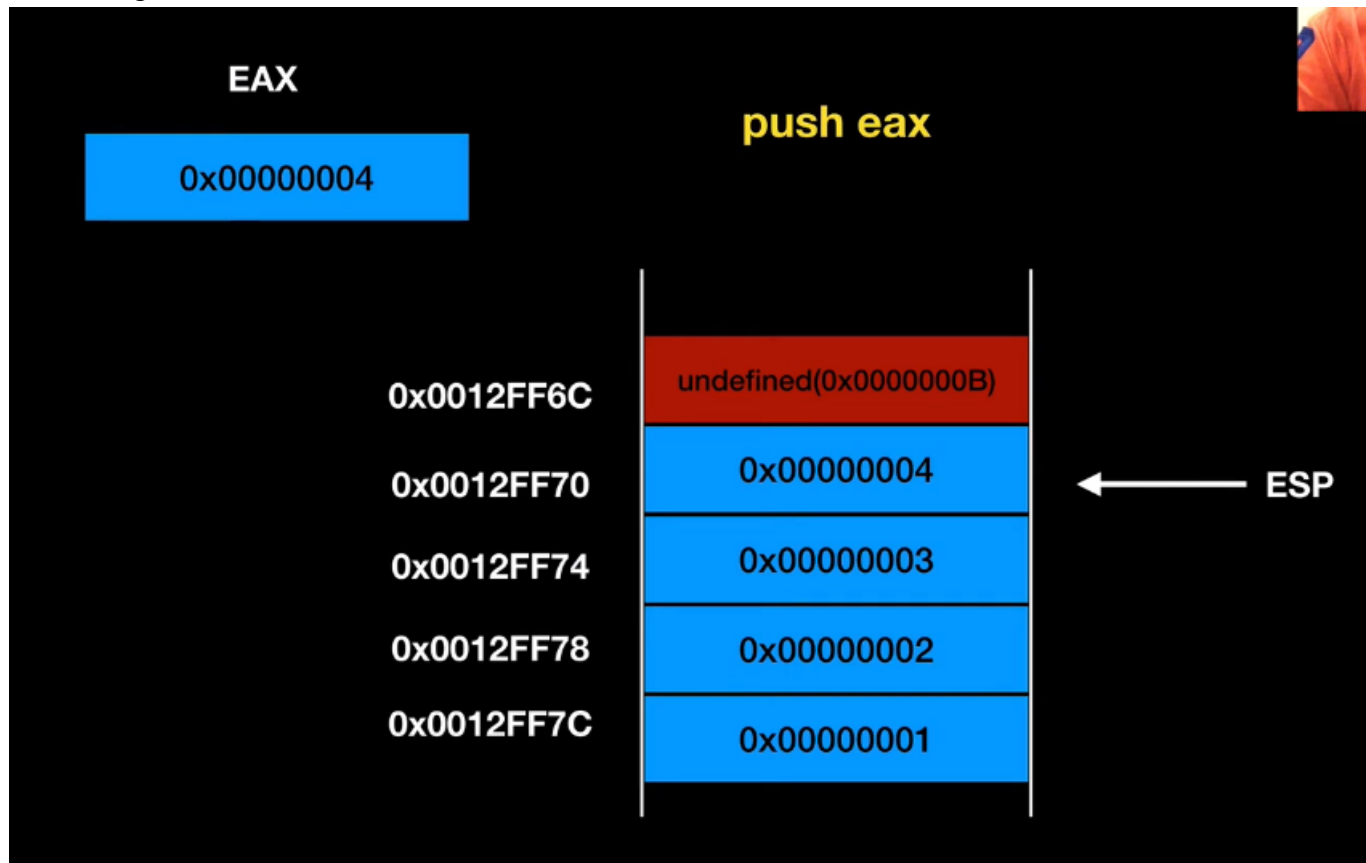 EAX
push eax
0x00000004
0x0012FF6C undefined(0x0000000B)
0x0012FF70 0x00000004 ESP
0x0012FF74 0x00000003
0x0012FF78 0x00000002
0x0012FF7C 0x00000001